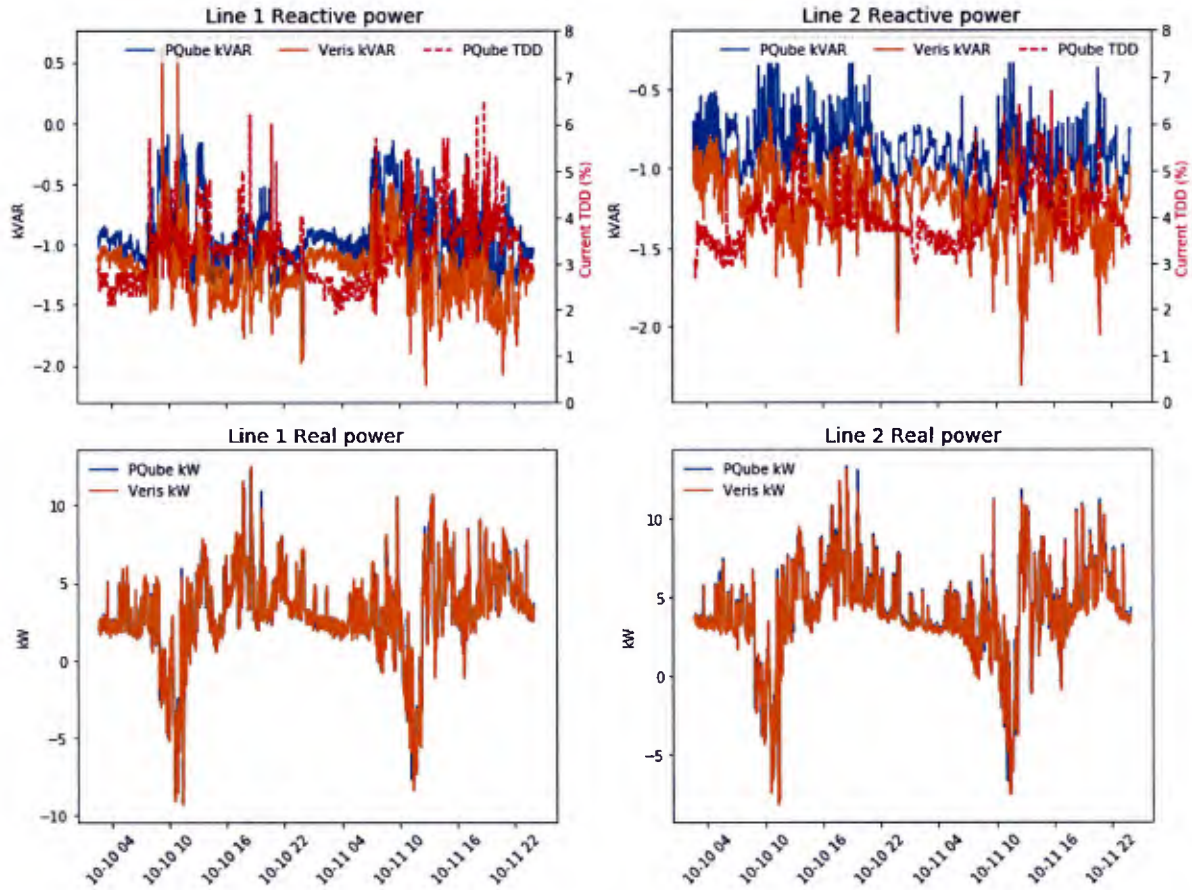 Line 1 Reactive power
PQube kVAR
Veris kVAR
PQube TDD
0.5
0.0
−0.5
−1.0
−1.5
−2.0
kVAR
8
7
6
5
4
3
2
1
0
Current TDD (%)
Line 2 Reactive power
PQube kVAR
Veris kVAR
PQube TDD
−0.5
−1.0
−1.5
−2.0
kVAR
8
7
6
5
4
3
2
1
0
Current TDD (%)
Line 1 Real power
PQube kW
Veris kW
10
5
0
−5
−10
kW
10-10 04
10-10 10
10-10 16
10-10 22
10-11 04
10-11 10
10-11 16
10-11 22
Line 2 Real power
PQube kW
Veris kW
10
5
0
−5
kW
10-10 04
10-10 10
10-10 16
10-10 22
10-11 04
10-11 10
10-11 16
10-11 22